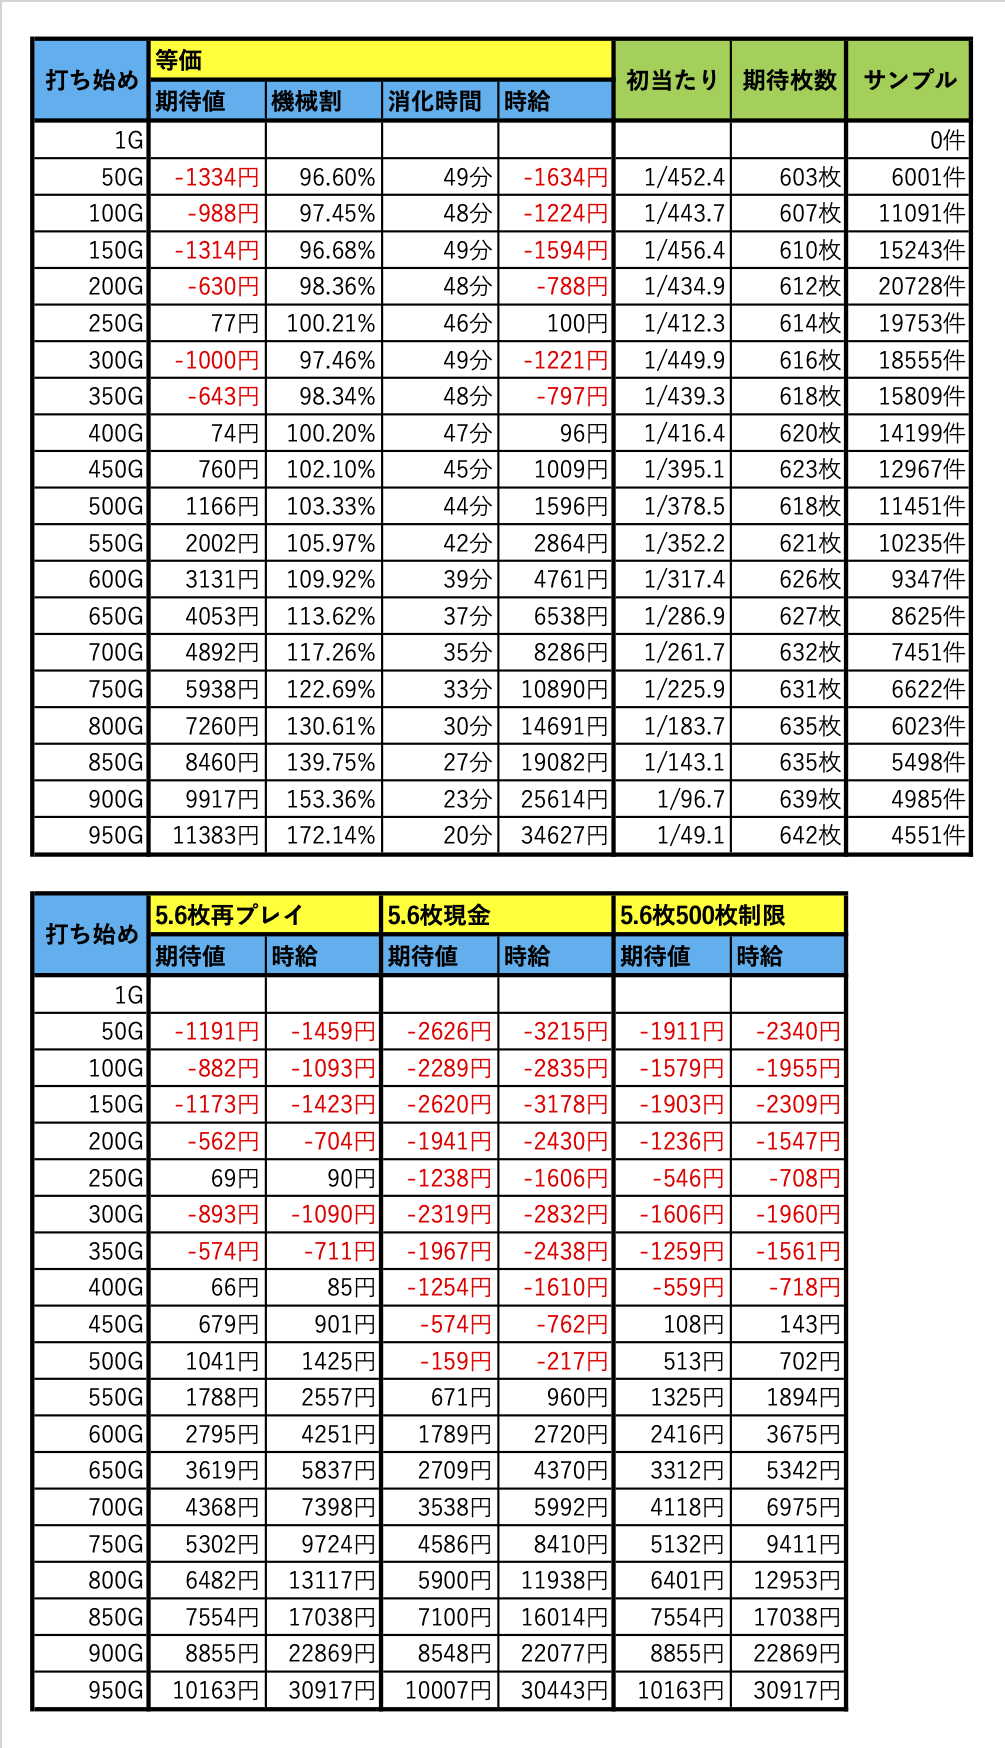 打ち始め 等価 初当たり 期待枚数 サンプル
期待値 機械割 消化時間 時給
1G 0件
50G -1334円 96.60% 49分 -1634円 1/452.4 603枚 6001件
100G -988円 97.45% 48分 -1224円 1/443.7 607枚 11091件
150G -1314円 96.68% 49分 -1594円 1/456.4 610枚 15243件
200G -630円 98.36% 48分 -788円 1/434.9 612枚 20728件
250G 77円 100.21% 46分 100円 1/412.3 614枚 19753件
300G -1000円 97.46% 49分 -1221円 1/449.9 616枚 18555件
350G -643円 98.34% 48分 -797円 1/439.3 618枚 15809件
400G 74円 100.20% 47分 96円 1/416.4 620枚 14199件
450G 760円 102.10% 45分 1009円 1/395.1 623枚 12967件
500G 1166円 103.33% 44分 1596円 1/378.5 618枚 11451件
550G 2002円 105.97% 42分 2864円 1/352.2 621枚 10235件
600G 3131円 109.92% 39分 4761円 1/317.4 626枚 9347件
650G 4053円 113.62% 37分 6538円 1/286.9 627枚 8625件
700G 4892円 117.26% 35分 8286円 1/261.7 632枚 7451件
750G 5938円 122.69% 33分 10890円 1/225.9 631枚 6622件
800G 7260円 130.61% 30分 14691円 1/183.7 635枚 6023件
850G 8460円 139.75% 27分 19082円 1/143.1 635枚 5498件
900G 9917円 153.36% 23分 25614円 1/96.7 639枚 4985件
950G 11383円 172.14% 20分 34627円 1/49.1 642枚 4551件
打ち始め 5.6枚再プレイ 5.6枚現金 5.6枚500枚制限
期待値 時給 期待値 時給 期待値 時給
1G
50G -1191円 -1459円 -2626円 -3215円 -1911円 -2340円
100G -882円 -1093円 -2289円 -2835円 -1579円 -1955円
150G -1173円 -1423円 -2620円 -3178円 -1903円 -2309円
200G -562円 -704円 -1941円 -2430円 -1236円 -1547円
250G 69円 90円 -1238円 -1606円 -546円 -708円
300G -893円 -1090円 -2319円 -2832円 -1606円 -1960円
350G -574円 -711円 -1967円 -2438円 -1259円 -1561円
400G 66円 85円 -1254円 -1610円 -559円 -718円
450G 679円 901円 -574円 -762円 108円 143円
500G 1041円 1425円 -159円 -217円 513円 702円
550G 1788円 2557円 671円 960円 1325円 1894円
600G 2795円 4251円 1789円 2720円 2416円 3675円
650G 3619円 5837円 2709円 4370円 3312円 5342円
700G 4368円 7398円 3538円 5992円 4118円 6975円
750G 5302円 9724円 4586円 8410円 5132円 9411円
800G 6482円 13117円 5900円 11938円 6401円 12953円
850G 7554円 17038円 7100円 16014円 7554円 17038円
900G 8855円 22869円 8548円 22077円 8855円 22869円
950G 10163円 30917円 10007円 30443円 10163円 30917円